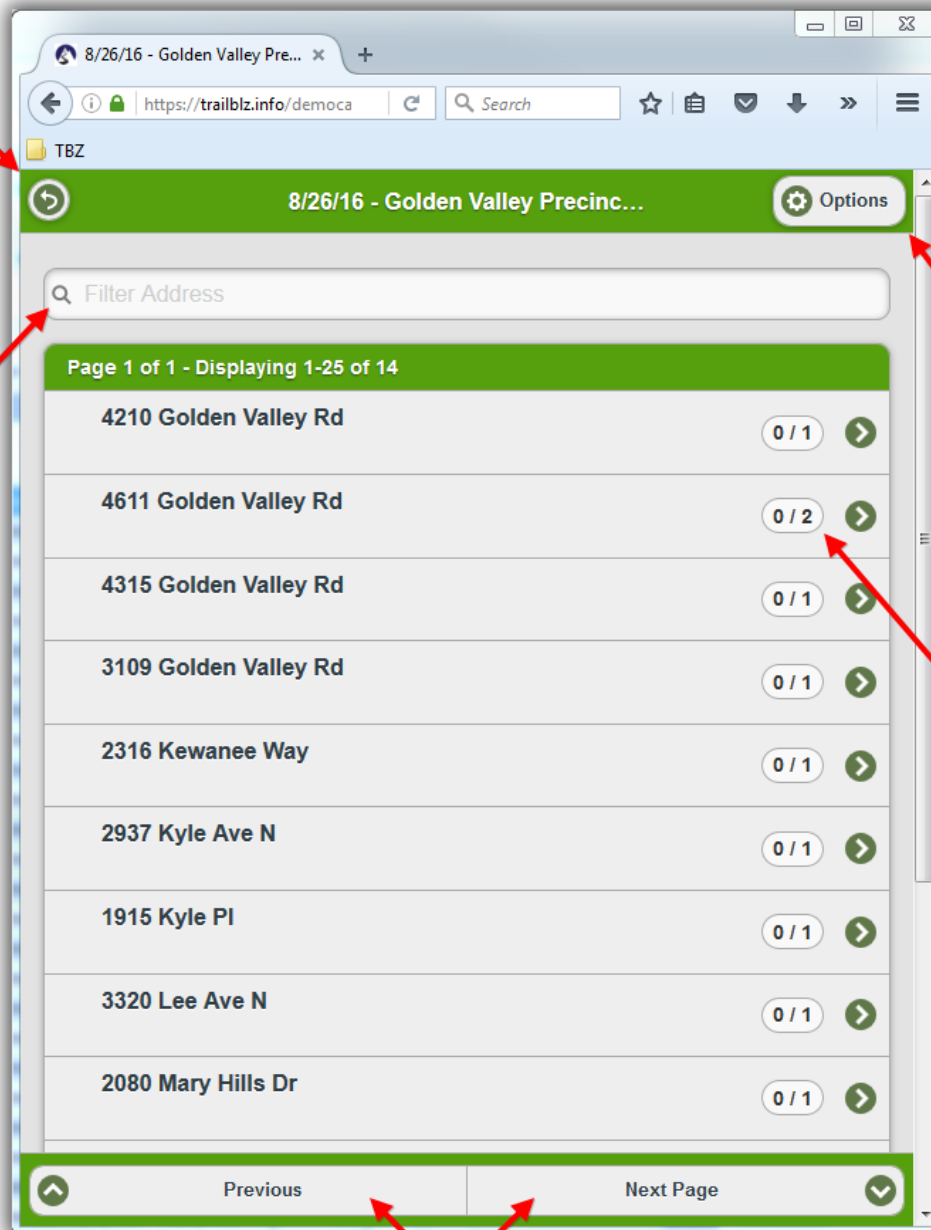 8/26/16 - Golden Valley Pre...
https://trailblz.info/democa
Search
TBZ
8/26/16 - Golden Valley Precinc...
Options
Filter Address
Page 1 of 1 - Displaying 1-25 of 14
4210 Golden Valley Rd
0 / 1
4611 Golden Valley Rd
0 / 2
4315 Golden Valley Rd
0 / 1
3109 Golden Valley Rd
0 / 1
2316 Kewanee Way
0 / 1
2937 Kyle Ave N
0 / 1
1915 Kyle Pl
0 / 1
3320 Lee Ave N
0 / 1
2080 Mary Hills Dr
0 / 1
Previous
Next Page